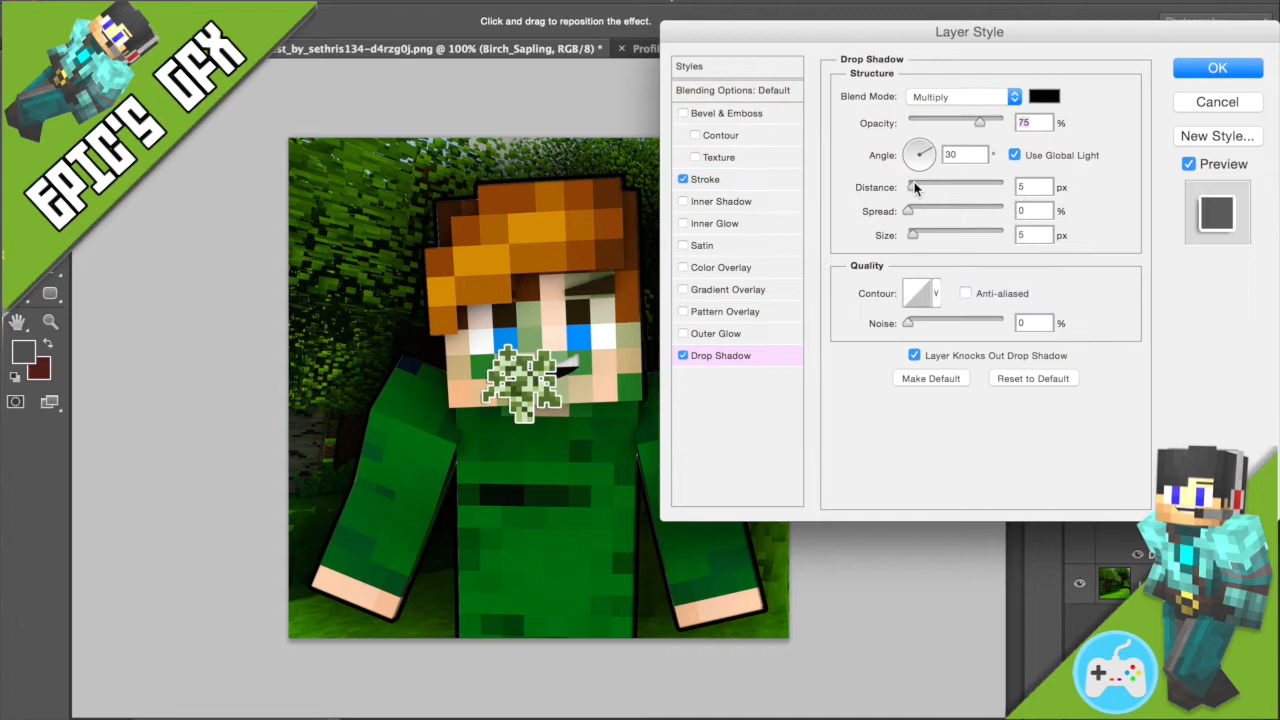 Click and drag to reposition the effect.
st_by_sethris134-d4rzg0j.png @ 100% (Birch_Sapling, RGB/8) *
× Profil
EPIC'S GFX
Layer Style
Styles
Blending Options: Default
Bevel & Emboss
Contour
Texture
Stroke
Inner Shadow
Inner Glow
Satin
Color Overlay
Gradient Overlay
Pattern Overlay
Outer Glow
Drop Shadow
Drop Shadow
Structure
Blend Mode: Multiply
Opacity: 75 %
Angle: 30 ° Use Global Light
Distance: 5 px
Spread: 0 %
Size: 5 px
Quality
Contour: Anti-aliased
Noise: 0 %
Layer Knocks Out Drop Shadow
Make Default Reset to Default
OK
Cancel
New Style...
Preview